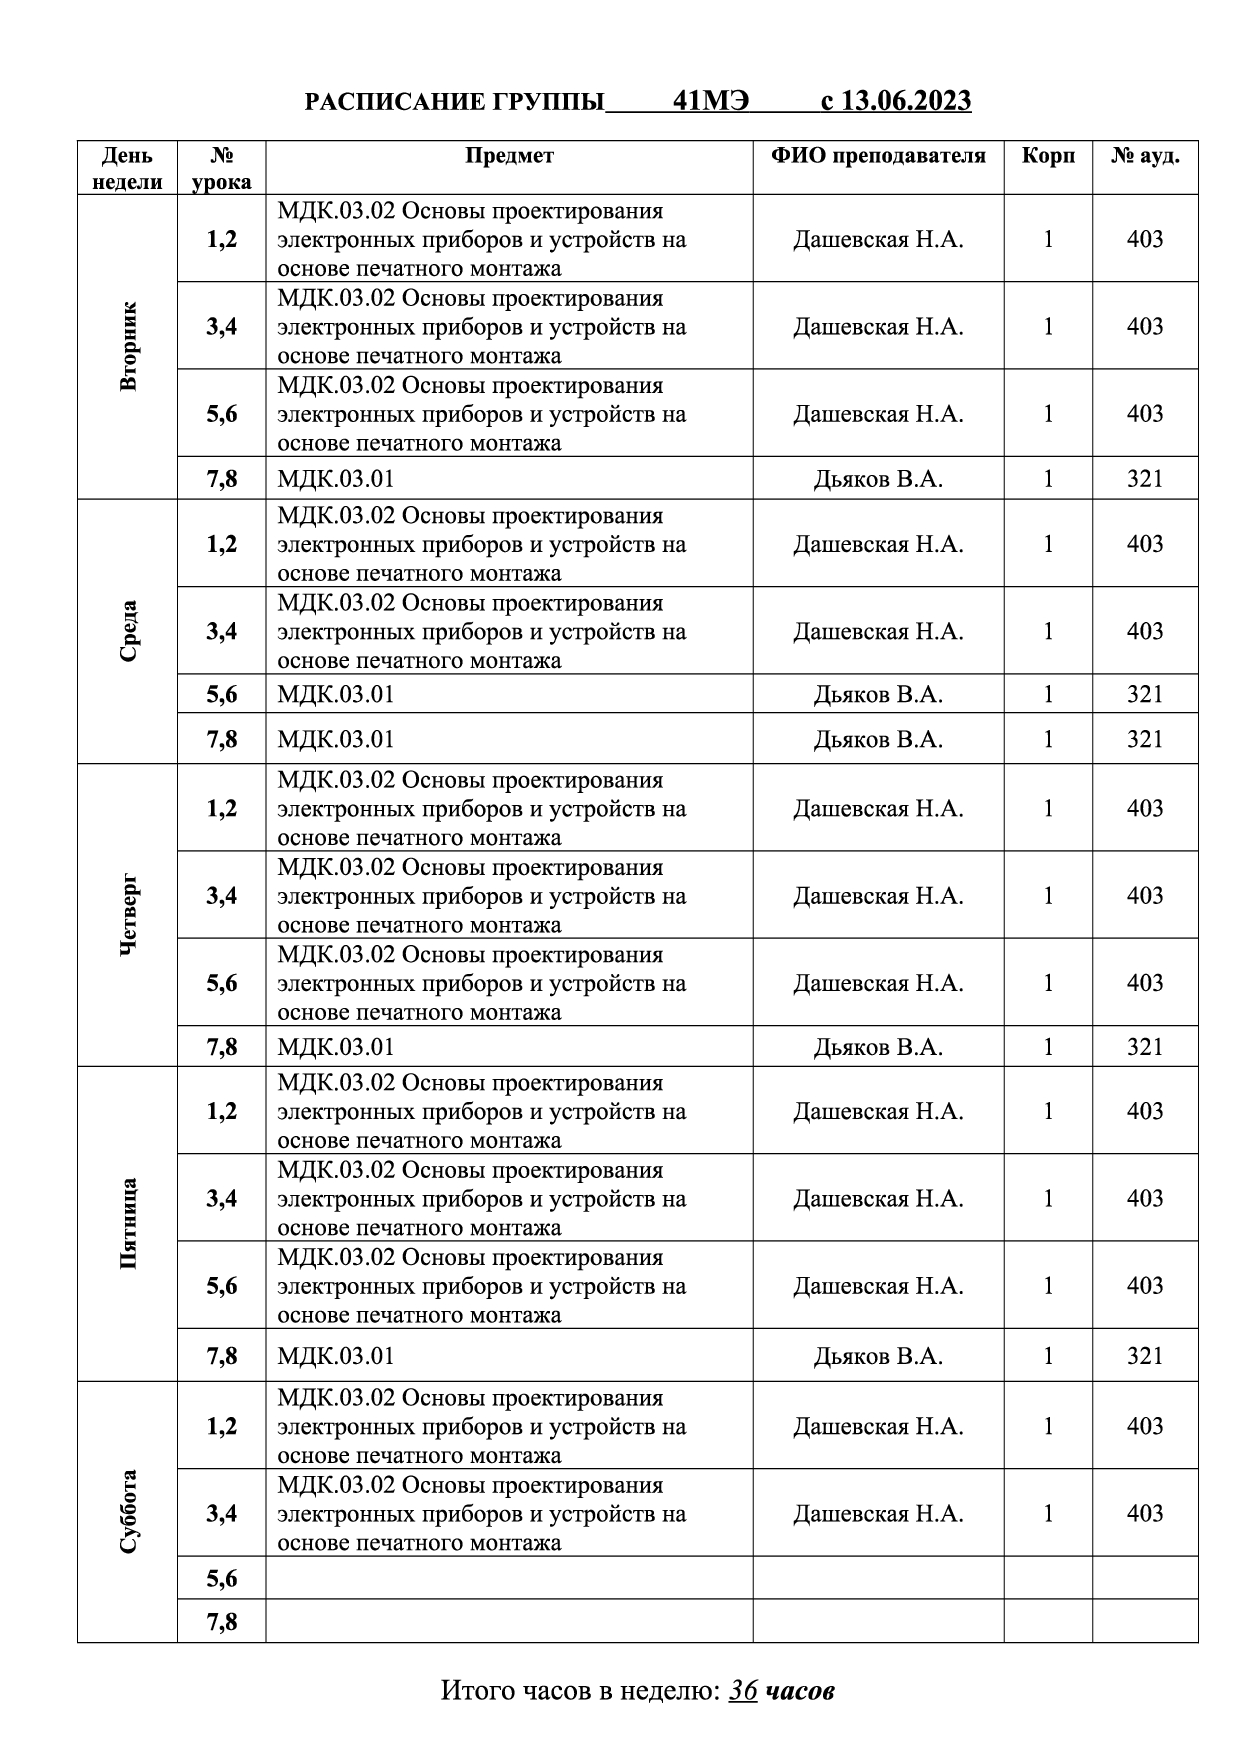 РАСПИСАНИЕ ГРУППЫ_____41МЭ_____с 13.06.2023
День недели № урока Предмет ФИО преподавателя Корп № ауд.
Вторник
1,2 МДК.03.02 Основы проектирования
электронных приборов и устройств на Дашевская Н.А. 1 403
основе печатного монтажа
3,4 МДК.03.02 Основы проектирования
электронных приборов и устройств на Дашевская Н.А. 1 403
основе печатного монтажа
5,6 МДК.03.02 Основы проектирования
электронных приборов и устройств на Дашевская Н.А. 1 403
основе печатного монтажа
7,8 МДК.03.01 Дьяков В.А. 1 321
Среда
1,2 МДК.03.02 Основы проектирования
электронных приборов и устройств на Дашевская Н.А. 1 403
основе печатного монтажа
3,4 МДК.03.02 Основы проектирования
электронных приборов и устройств на Дашевская Н.А. 1 403
основе печатного монтажа
5,6 МДК.03.01 Дьяков В.А. 1 321
7,8 МДК.03.01 Дьяков В.А. 1 321
Четверг
1,2 МДК.03.02 Основы проектирования
электронных приборов и устройств на Дашевская Н.А. 1 403
основе печатного монтажа
3,4 МДК.03.02 Основы проектирования
электронных приборов и устройств на Дашевская Н.А. 1 403
основе печатного монтажа
5,6 МДК.03.02 Основы проектирования
электронных приборов и устройств на Дашевская Н.А. 1 403
основе печатного монтажа
7,8 МДК.03.01 Дьяков В.А. 1 321
Пятница
1,2 МДК.03.02 Основы проектирования
электронных приборов и устройств на Дашевская Н.А. 1 403
основе печатного монтажа
3,4 МДК.03.02 Основы проектирования
электронных приборов и устройств на Дашевская Н.А. 1 403
основе печатного монтажа
5,6 МДК.03.02 Основы проектирования
электронных приборов и устройств на Дашевская Н.А. 1 403
основе печатного монтажа
7,8 МДК.03.01 Дьяков В.А. 1 321
Суббота
1,2 МДК.03.02 Основы проектирования
электронных приборов и устройств на Дашевская Н.А. 1 403
основе печатного монтажа
3,4 МДК.03.02 Основы проектирования
электронных приборов и устройств на Дашевская Н.А. 1 403
основе печатного монтажа
5,6
7,8
Итого часов в неделю: 36 часов